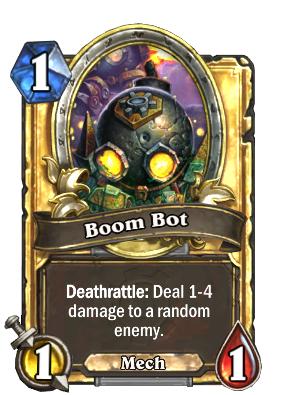 1
Boom Bot
Deathrattle: Deal 1-4
damage to a random
enemy.
1
Mech
1